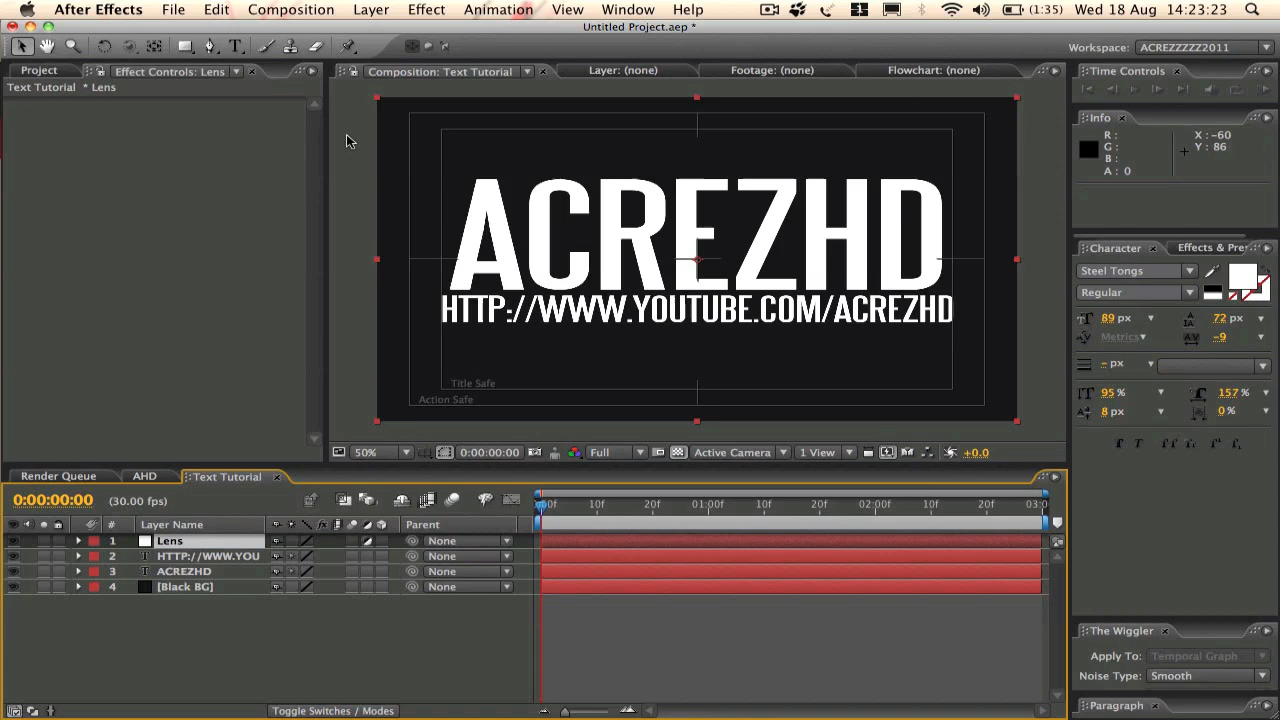 After Effects File Edit Composition Layer Effect Animation View Window Help (1:35) Wed 18 Aug 14:23:23
Untitled Project.aep *
Workspace: ACREZZZZZ2011
Project Effect Controls: Lens Composition: Text Tutorial Layer: (none) Footage: (none) Flowchart: (none) Time Controls
Text Tutorial * Lens
Info
R : X : -60
G : Y : 86
B :
A : 0
ACREZHD
HTTP://WWW.YOUTUBE.COM/ACREZHD
Title Safe
Action Safe
Character Effects & Pre
Steel Tongs
Regular
89 px 72 px
Metrics -9
- px
95 % 157 %
8 px 0 %
T T TT Tr T' T,
50% 0:00:00:00 Full Active Camera 1 View +0.0
Render Queue AHD Text Tutorial
0:00:00:00 (30.00 fps)
00f 10f 20f 01:00f 10f 20f 02:00f 10f 20f 03:0
# Layer Name Parent
1 Lens None
2 T HTTP://WWW.YOU None
3 T ACREZHD None
4 [Black BG] None
Toggle Switches / Modes
The Wiggler
Apply To: Temporal Graph
Noise Type: Smooth
Paragraph